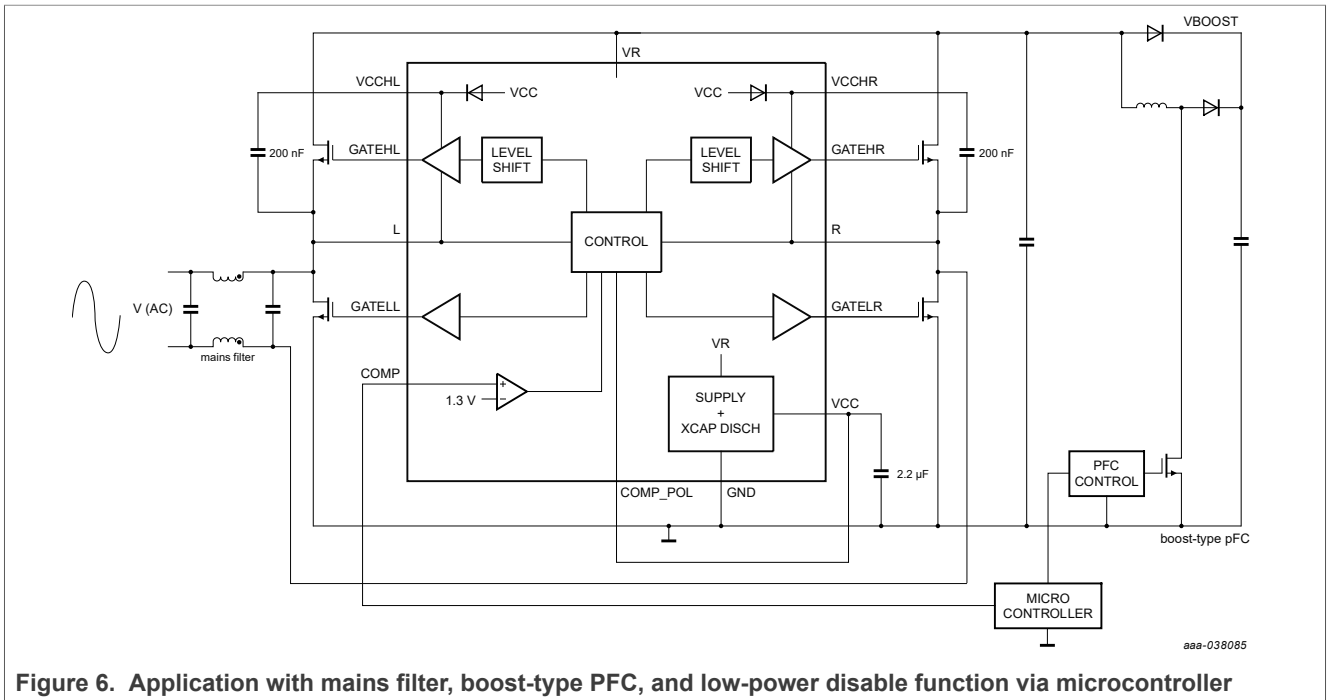 VBOOST
VR
VCCHL
VCC
VCC
VCCHR
200 nF
GATEHL
LEVEL
SHIFT
LEVEL
SHIFT
GATEHR
200 nF
L
CONTROL
R
V (AC)
mains filter
GATELL
GATELR
COMP
1.3 V
+
−
VR
SUPPLY
+
XCAP DISCH
VCC
2.2 µF
PFC
CONTROL
COMP_POL
GND
boost-type pFC
MICRO
CONTROLLER
aaa-038085
Figure 6. Application with mains filter, boost-type PFC, and low-power disable function via microcontroller